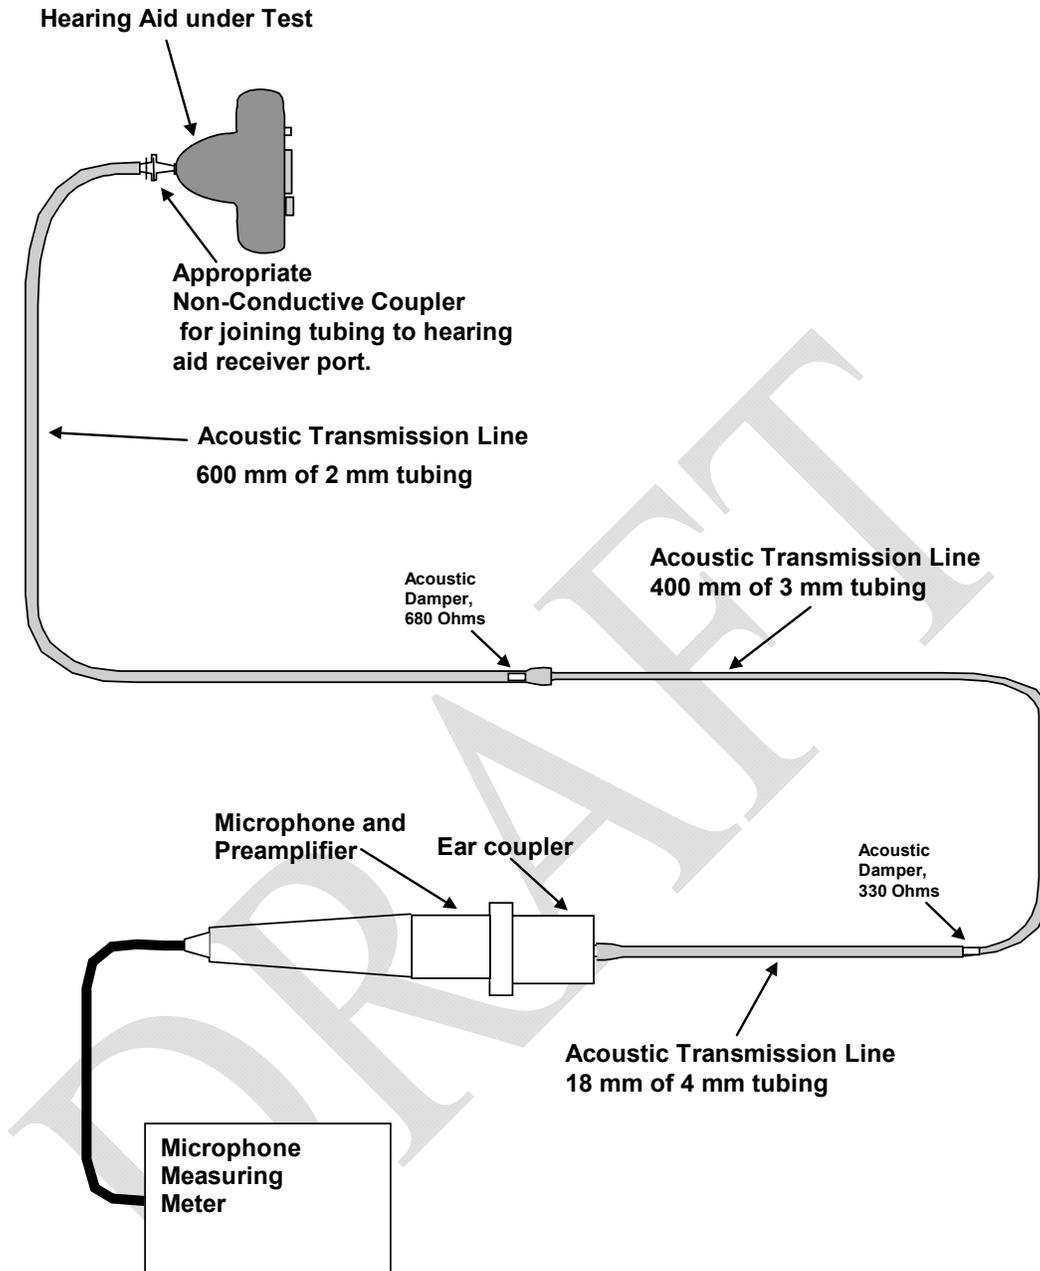 Hearing Aid under Test
Appropriate
Non-Conductive Coupler
for joining tubing to hearing
aid receiver port.
Acoustic Transmission Line
600 mm of 2 mm tubing
Acoustic Transmission Line
400 mm of 3 mm tubing
Acoustic
Damper,
680 Ohms
Microphone and
Preamplifier
Ear coupler
Acoustic
Damper,
330 Ohms
Acoustic Transmission Line
18 mm of 4 mm tubing
Microphone
Measuring
Meter
DRAFT